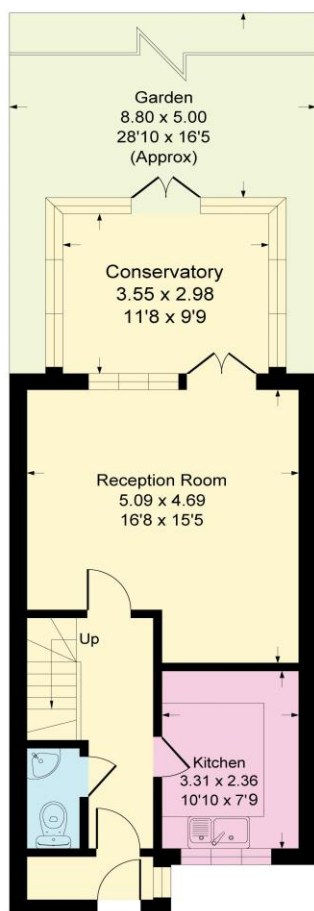 Garden
8.80 x 5.00
28'10 x 16'5
(Approx)
Conservatory
3.55 x 2.98
11'8 x 9'9
Reception Room
5.09 x 4.69
16'8 x 15'5
Up
Kitchen
3.31 x 2.36
10'10 x 7'9